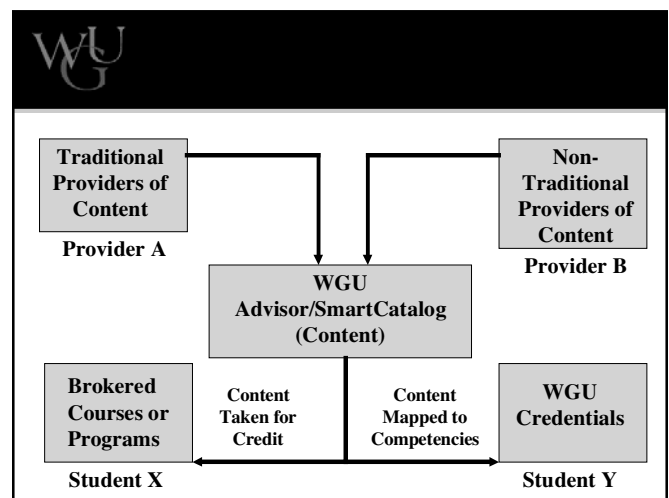 WGU
Traditional
Providers of
Content
Provider A
Non-
Traditional
Providers of
Content
Provider B
WGU
Advisor/SmartCatalog
(Content)
Brokered
Courses or
Programs
Student X
Content
Taken for
Credit
Content
Mapped to
Competencies
WGU
Credentials
Student Y